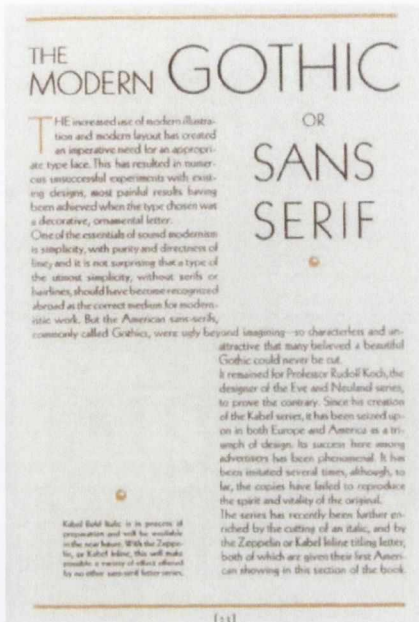 THE
MODERN GOTHIC
OR
SANS
SERIF
THE increased use of modern illustra-
tion and modern layout has created
an imperative need for an appropri-
ate type face. This has resulted in numer-
ous unsuccessful experiments with exist-
ing designs, most painful results having
been achieved when the type chosen was
a decorative, ornamental letter.
One of the essentials of sound modernism
is simplicity, with purity and directness of
line; and it is not surprising that a type of
the utmost simplicity, without serifs or
hairlines, should have become recognized
abroad as the correct medium for modern-
istic work. But the American sans-serifs,
commonly called Gothics, were ugly beyond imagining—so characterless and un-
attractive that many believed a beautiful
Gothic could never be cut.
It remained for Professor Rudolf Koch, the
designer of the Eve and Neuland series,
to prove the contrary. Since his creation
of the Kabel series, it has been seized up-
on in both Europe and America as a tri-
umph of design. Its success here among
advertisers has been phenomenal. It has
been imitated several times, although, so
far, the copies have failed to reproduce
the spirit and vitality of the original.
The series has recently been further en-
riched by the cutting of an italic, and by
the Zeppelin or Kabel Inline titling letter,
both of which are given their first Ameri-
can showing in this section of the book.
Kabel Bold Italic is in process of
preparation and will be available
in the near future. With the Zeppe-
lin, or Kabel Inline, this will make
possible a variety of effect offered
by no other sans-serif letter series.